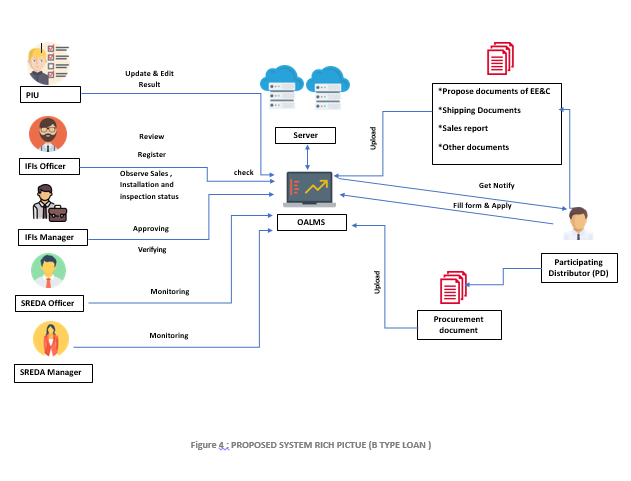 Update & Edit
Result
PIU
Review
IFIs Officer
Register
Observe Sales ,
Installation and
inspection status
check
IFIs Manager
Approving
Verifying
SREDA Officer
Monitoring
SREDA Manager
Monitoring
Server
OALMS
Upload
*Propose documents of EE&C
*Shipping Documents
*Sales report
*Other documents
Get Notify
Fill form & Apply
Participating
Distributor (PD)
Upload
Procurement
document
Figure 4 ; PROPOSED SYSTEM RICH PICTUE (B TYPE LOAN )